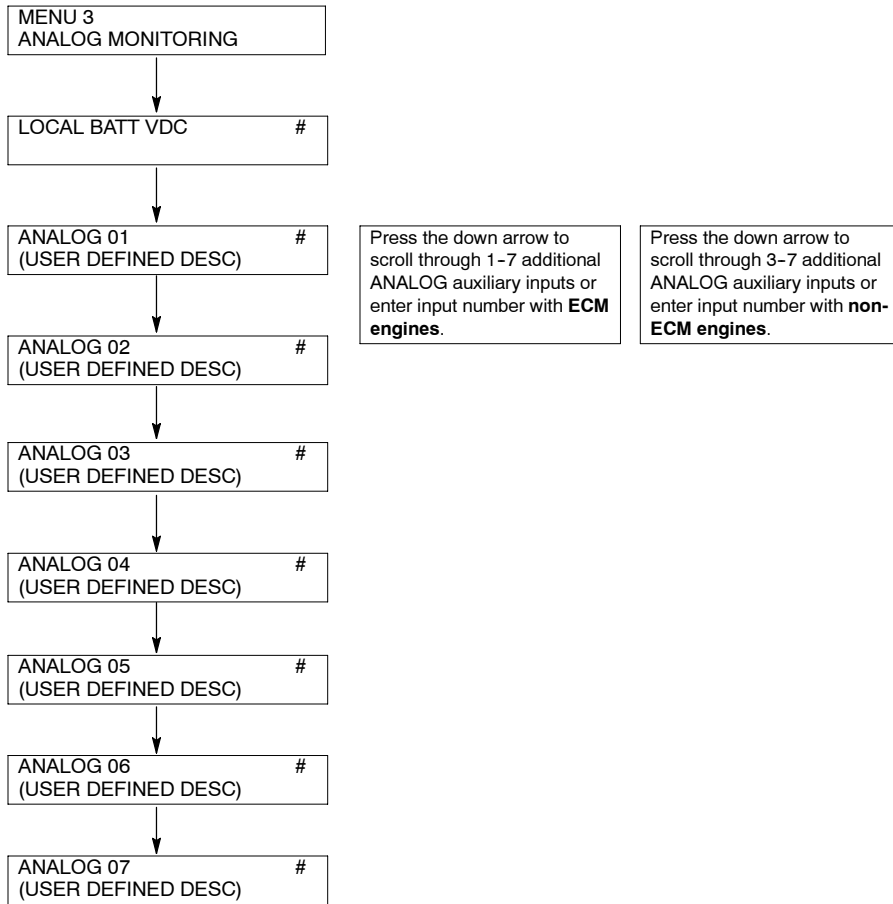 MENU 3
ANALOG MONITORING
LOCAL BATT VDC #
ANALOG 01 #
(USER DEFINED DESC)
Press the down arrow to
scroll through 1-7 additional
ANALOG auxiliary inputs or
enter input number with ECM
engines.
Press the down arrow to
scroll through 3-7 additional
ANALOG auxiliary inputs or
enter input number with non-
ECM engines.
ANALOG 02 #
(USER DEFINED DESC)
ANALOG 03 #
(USER DEFINED DESC)
ANALOG 04 #
(USER DEFINED DESC)
ANALOG 05 #
(USER DEFINED DESC)
ANALOG 06 #
(USER DEFINED DESC)
ANALOG 07 #
(USER DEFINED DESC)